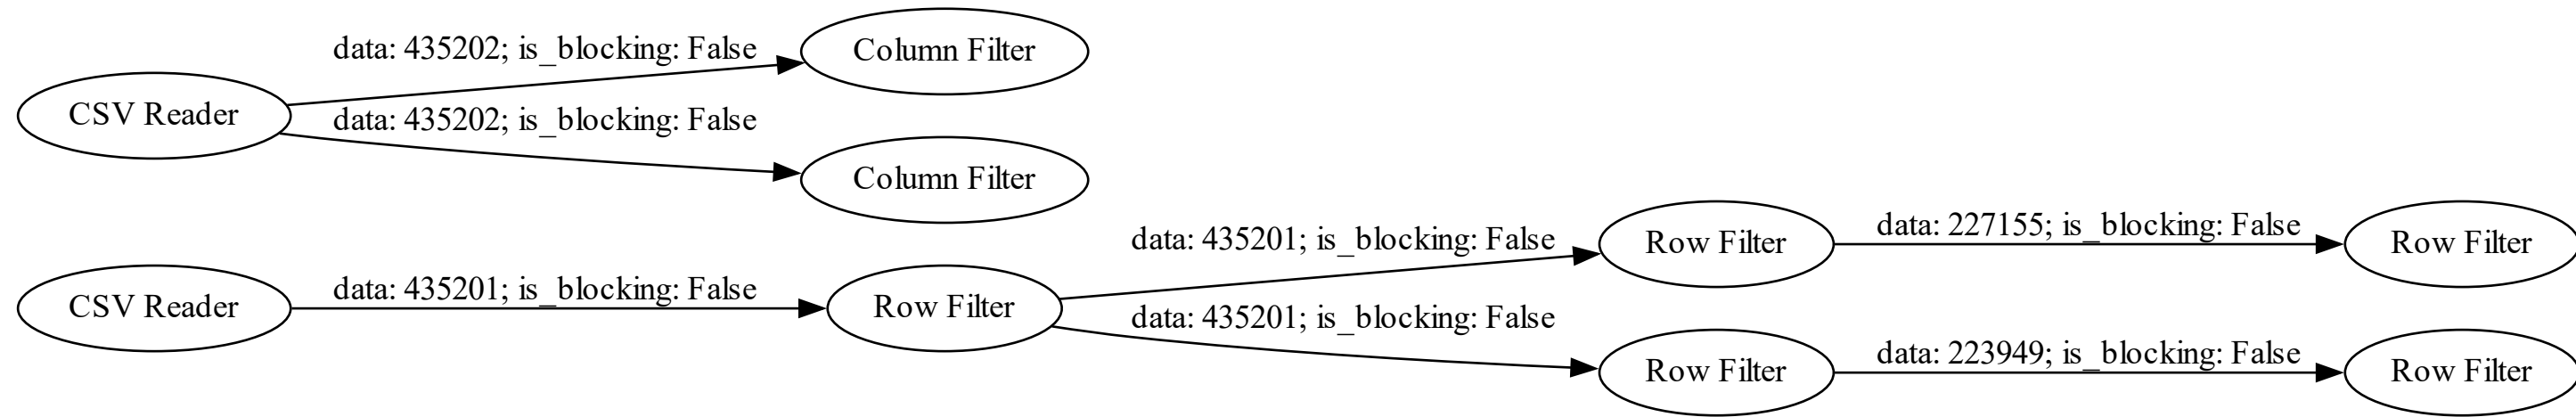 data: 435202; is_blocking: False
Column Filter
CSV Reader
data: 435202; is_blocking: False
Column Filter
data: 435201; is_blocking: False
Row Filter
data: 227155; is_blocking: False
Row Filter
CSV Reader
data: 435201; is_blocking: False
Row Filter
data: 435201; is_blocking: False
Row Filter
data: 223949; is_blocking: False
Row Filter